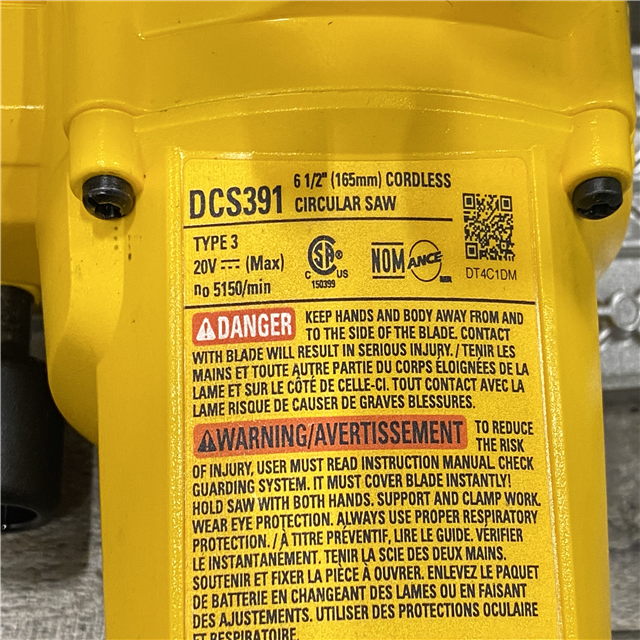 6 1/2" (165mm) CORDLESS
DCS391 CIRCULAR SAW
TYPE 3
20V ⎓ (Max)
no 5150/min
CSA®
C US
150399
NOM ANCE
MR
DT4C1DM
⚠DANGER KEEP HANDS AND BODY AWAY FROM AND
TO THE SIDE OF THE BLADE. CONTACT
WITH BLADE WILL RESULT IN SERIOUS INJURY. / TENIR LES
MAINS ET TOUTE AUTRE PARTIE DU CORPS ÉLOIGNÉES DE LA
LAME ET SUR LE CÔTÉ DE CELLE-CI. TOUT CONTACT AVEC LA
LAME RISQUE DE CAUSER DE GRAVES BLESSURES.
⚠WARNING/AVERTISSEMENT TO REDUCE
THE RISK
OF INJURY, USER MUST READ INSTRUCTION MANUAL. CHECK
GUARDING SYSTEM. IT MUST COVER BLADE INSTANTLY!
HOLD SAW WITH BOTH HANDS. SUPPORT AND CLAMP WORK.
WEAR EYE PROTECTION. ALWAYS USE PROPER RESPIRATORY
PROTECTION. / À TITRE PRÉVENTIF, LIRE LE GUIDE. VÉRIFIER
LE INSTANTANÉMENT. TENIR LA SCIE DES DEUX MAINS.
SOUTENIR ET FIXER LA PIÈCE À OUVRER. ENLEVEZ LE PAQUET
DE BATTERIE EN CHANGEANT DES LAMES OU EN FAISANT
DES AJUSTEMENTS. UTILISER DES PROTECTIONS OCULAIRE
ET RESPIRATOIRE.